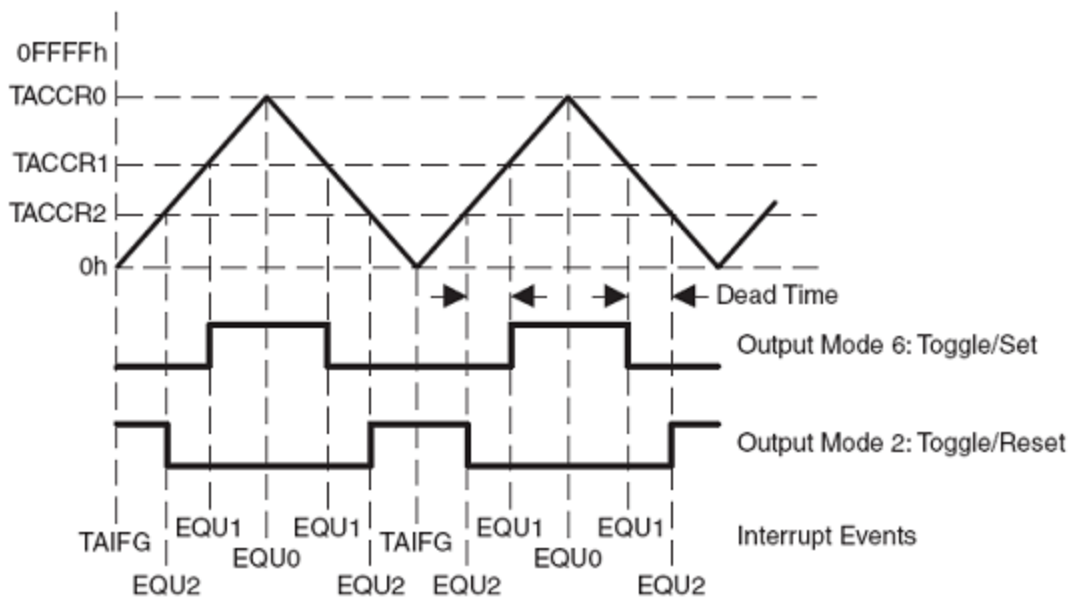 0FFFFh
TACCR0
TACCR1
TACCR2
0h
Dead Time
Output Mode 6: Toggle/Set
Output Mode 2: Toggle/Reset
TAIFG
EQU2
EQU1
EQU0
EQU1
EQU2
TAIFG
EQU2
EQU1
EQU0
EQU1
EQU2
Interrupt Events